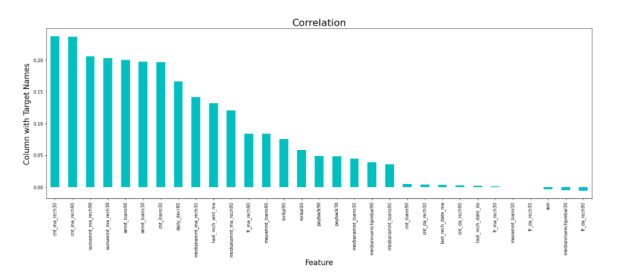 Correlation
Column with Target Names
0.20
0.15
0.10
0.05
0.00
cnt_ma_rech30
cnt_ma_rech90
sumamnt_ma_rech90
sumamnt_ma_rech30
amnt_loans90
amnt_loans30
cnt_loans30
daily_decr90
medianamnt_ma_rech30
last_rech_amt_ma
medianamnt_ma_rech90
fr_ma_rech90
maxamnt_loans90
rental90
rental30
payback90
payback30
medianamnt_loans30
medianmarechprebal90
medianamnt_loans90
cnt_loans90
cnt_da_rech30
last_rech_date_ma
cnt_da_rech90
last_rech_date_da
fr_ma_rech30
maxamnt_loans30
fr_da_rech30
aon
medianmarechprebal30
fr_da_rech90
Feature